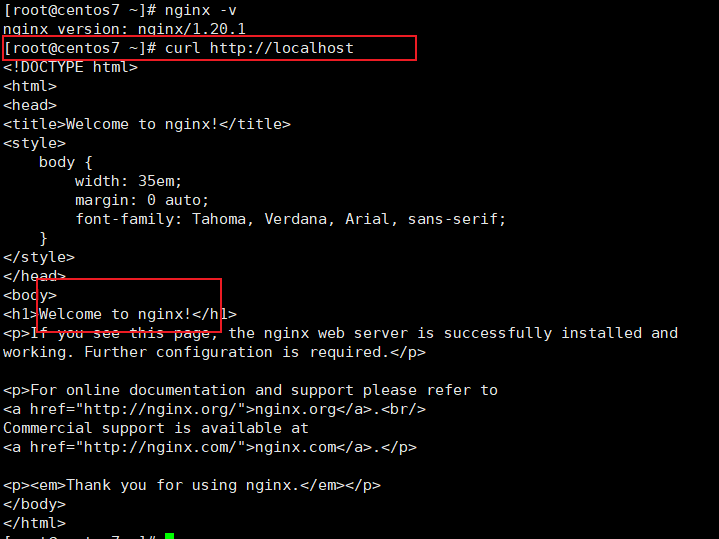 [root@centos7 ~]# nginx -v
nginx version: nginx/1.20.1
[root@centos7 ~]# curl http://localhost
<!DOCTYPE html>
<html>
<head>
<title>Welcome to nginx!</title>
<style>
    body {
        width: 35em;
        margin: 0 auto;
        font-family: Tahoma, Verdana, Arial, sans-serif;
    }
</style>
</head>
<body>
<h1>Welcome to nginx!</h1>
<p>If you see this page, the nginx web server is successfully installed and
working. Further configuration is required.</p>

<p>For online documentation and support please refer to
<a href="http://nginx.org/">nginx.org</a>.<br/>
Commercial support is available at
<a href="http://nginx.com/">nginx.com</a>.</p>

<p><em>Thank you for using nginx.</em></p>
</body>
</html>
[root@centos7 ~]#